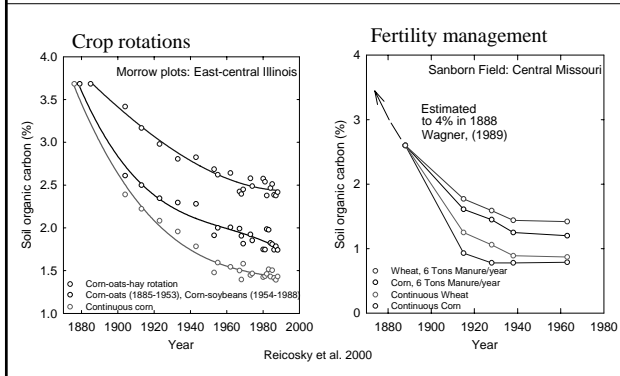 Crop rotations
Morrow plots: East-central Illinois
Soil organic carbon (%)
4.0
3.5
3.0
2.5
2.0
1.5
1.0
Corn-oats-hay rotation
Corn-oats (1885-1953), Corn-soybeans (1954-1988)
Continuous corn
1880 1900 1920 1940 1960 1980 2000
Year
Fertility management
Sanborn Field: Central Missouri
Estimated
to 4% in 1888
Wagner, (1989)
Soil organic carbon (%)
4
3
2
1
0
Wheat, 6 Tons Manure/year
Corn, 6 Tons Manure/year
Continuous Wheat
Continuous Corn
1880 1900 1920 1940 1960 1980
Year
Reicosky et al. 2000